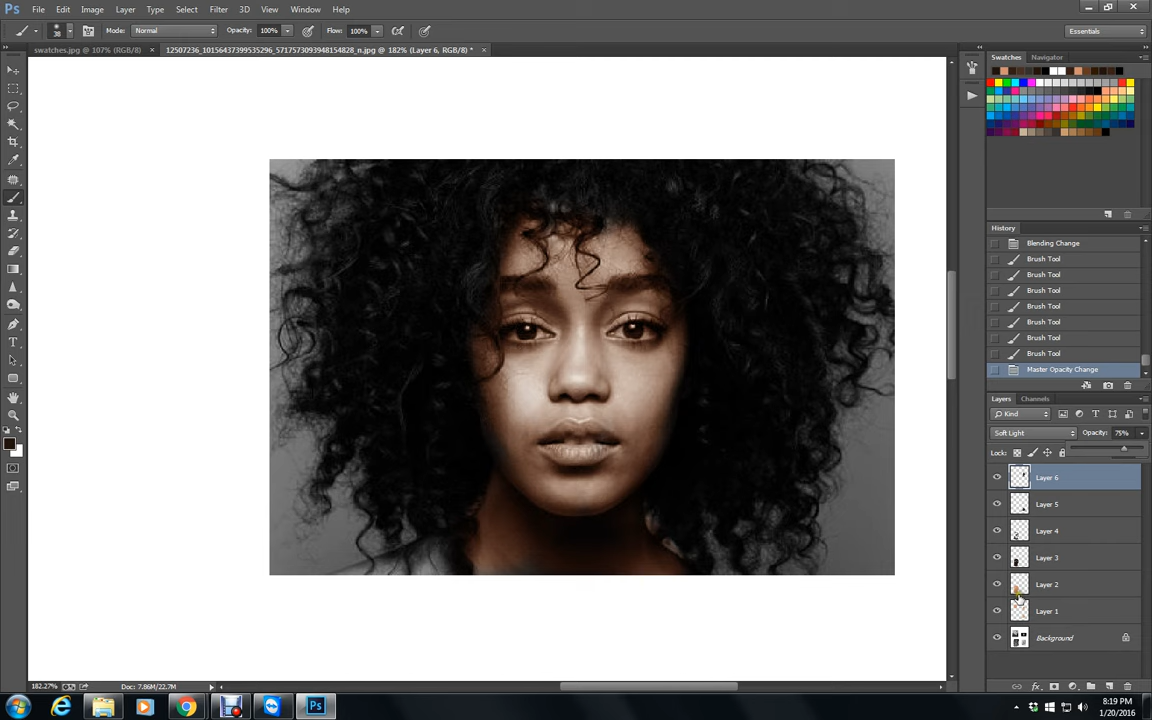 Ps File Edit Image Layer Type Select Filter 3D View Window Help
38 Mode: Normal Opacity: 100% Flow: 100% Essentials
swatches.jpg @ 107% (RGB/8) × 12507236_10156437399535296_5717573093948154828_n.jpg @ 182% (Layer 6, RGB/8) * ×
Swatches Navigator
History
Blending Change
Brush Tool
Brush Tool
Brush Tool
Brush Tool
Brush Tool
Brush Tool
Brush Tool
Master Opacity Change
Layers Channels
Kind
Soft Light Opacity: 75%
Lock:
Layer 6
Layer 5
Layer 4
Layer 3
Layer 2
Layer 1
Background
fx
182.27% Doc: 7.86M/22.7M
Ps
8:19 PM
1/20/2016